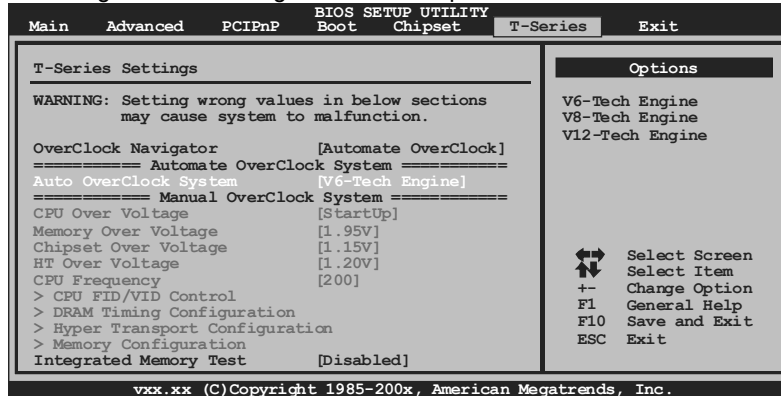 BIOS SETUP UTILITY
Main Advanced PCIPnP Boot Chipset T-Series Exit
T-Series Settings
WARNING: Setting wrong values in below sections
may cause system to malfunction.
OverClock Navigator [Automate OverClock]
=========== Automate OverClock System ===========
Auto OverClock System [V6-Tech Engine]
============ Manual OverClock System ============
CPU Over Voltage [StartUp]
Memory Over Voltage [1.95V]
Chipset Over Voltage [1.15V]
HT Over Voltage [1.20V]
CPU Frequency [200]
> CPU FID/VID Control
> DRAM Timing Configuration
> Hyper Transport Configuration
> Memory Configuration
Integrated Memory Test [Disabled]
Options
V6-Tech Engine
V8-Tech Engine
V12-Tech Engine
Select Screen
Select Item
+- Change Option
F1 General Help
F10 Save and Exit
ESC Exit
vxx.xx (C)Copyright 1985-200x, American Megatrends, Inc.